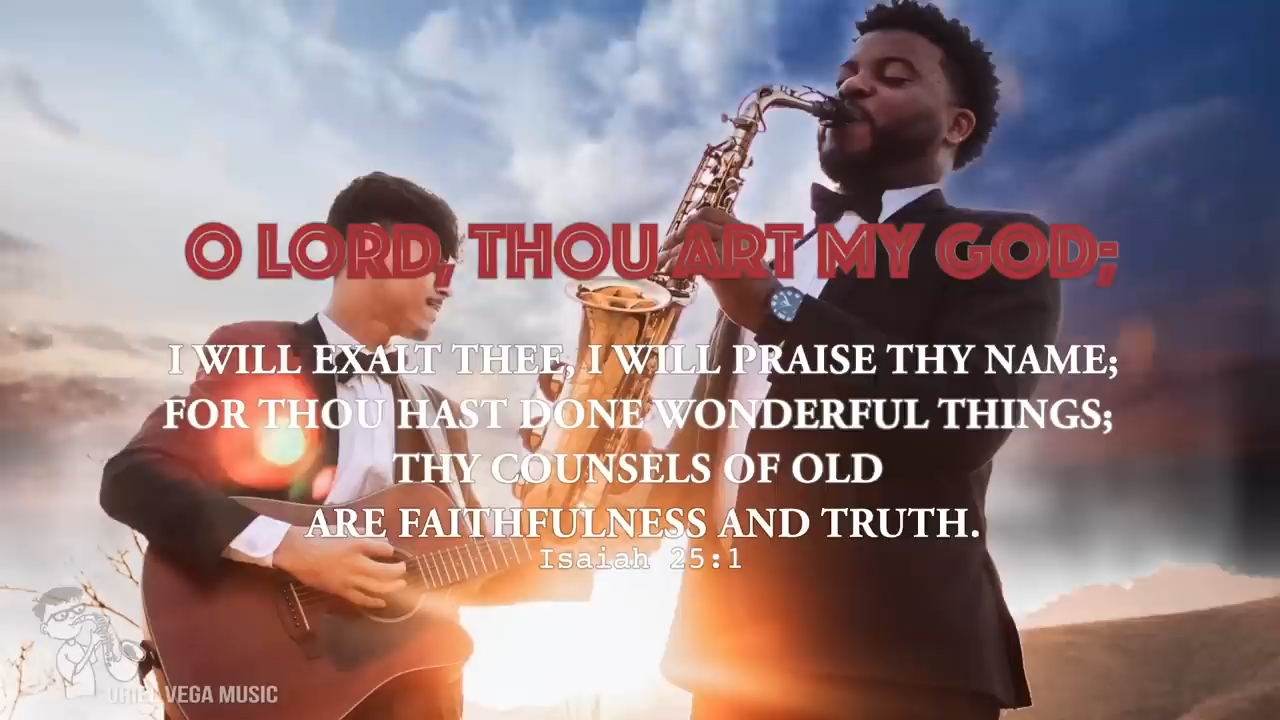 O LORD, THOU ART MY GOD;
I WILL EXALT THEE, I WILL PRAISE THY NAME;
FOR THOU HAST DONE WONDERFUL THINGS;
THY COUNSELS OF OLD
ARE FAITHFULNESS AND TRUTH.
Isaiah 25:1
URIEL VEGA MUSIC